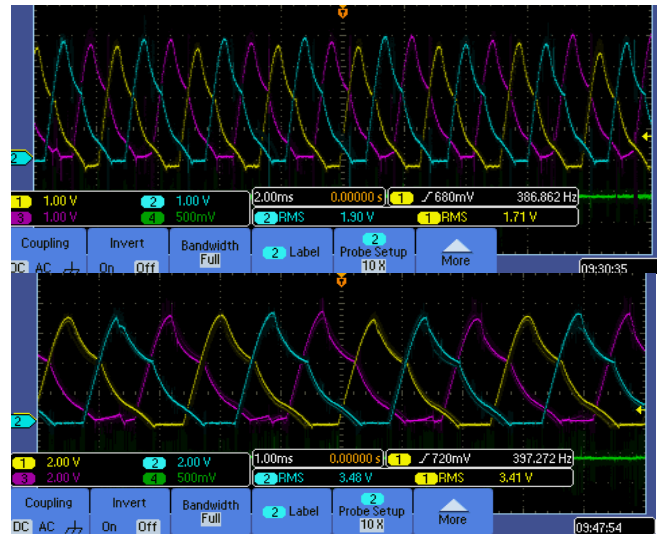 T
2
1 1.00 V 2 1.00 V 2.00ms 0.00000 s 1 680mV 386.862 Hz
3 1.00 V 4 500mV 2 RMS 1.90 V 1 RMS 1.71 V
Coupling Invert Bandwidth 2 Label 2 More
DC AC On Off Full Probe Setup 09:30:35
10 X
T
2
1 2.00 V 2 2.00 V 1.00ms 0.00000 s 1 720mV 397.272 Hz
3 2.00 V 4 500mV 2 RMS 3.48 V 1 RMS 3.41 V
Coupling Invert Bandwidth 2 Label 2 More
DC AC On Off Full Probe Setup 09:47:54
10 X